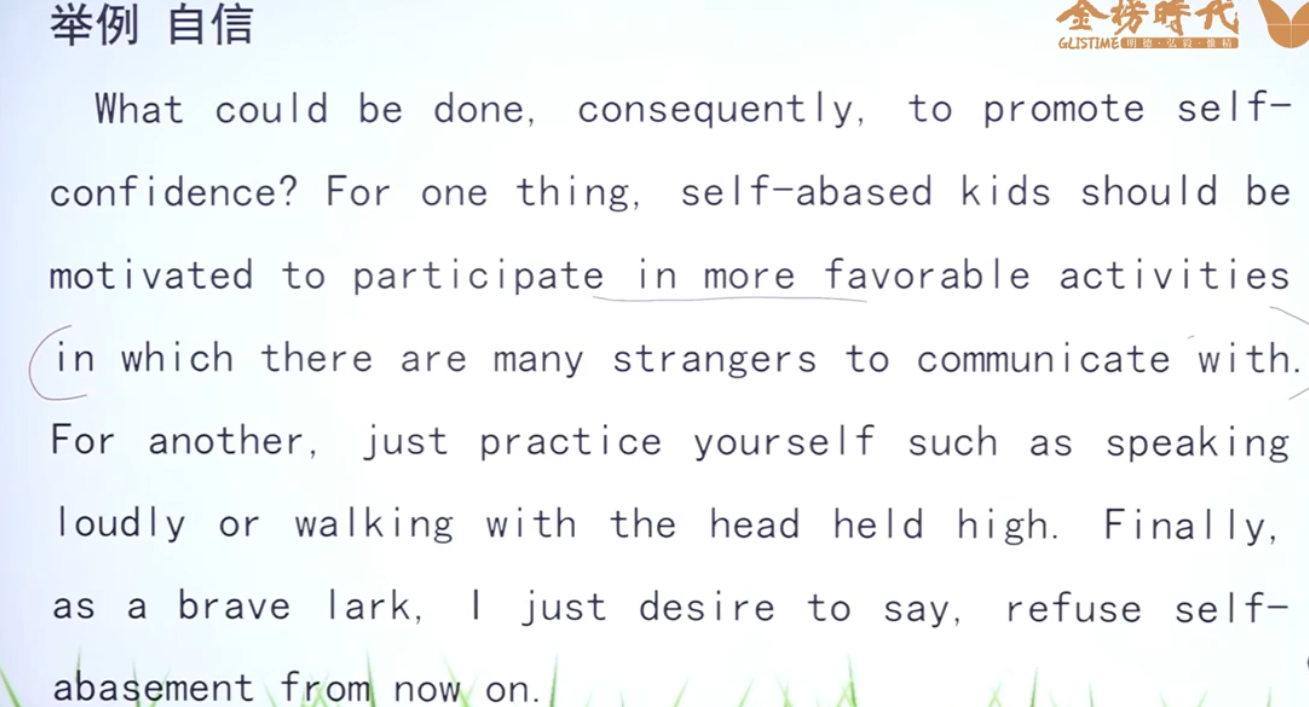 举例 自信
金榜時代
GLISTIME 明德·弘毅·惟精
What could be done, consequently, to promote self-
confidence? For one thing, self-abased kids should be
motivated to participate in more favorable activities
in which there are many strangers to communicate with.
For another, just practice yourself such as speaking
loudly or walking with the head held high. Finally,
as a brave lark, I just desire to say, refuse self-
abasement from now on.